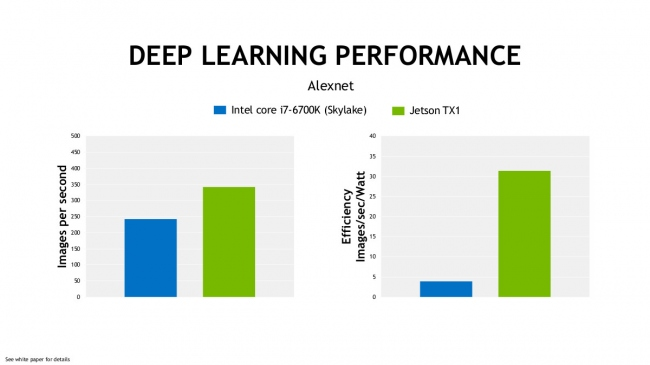 DEEP LEARNING PERFORMANCE
Alexnet
Intel core i7-6700K (Skylake)
Jetson TX1
Images per second
500
450
400
350
300
250
200
150
100
50
0
Efficiency
Images/sec/Watt
40
35
30
25
20
15
10
5
0
See white paper for details